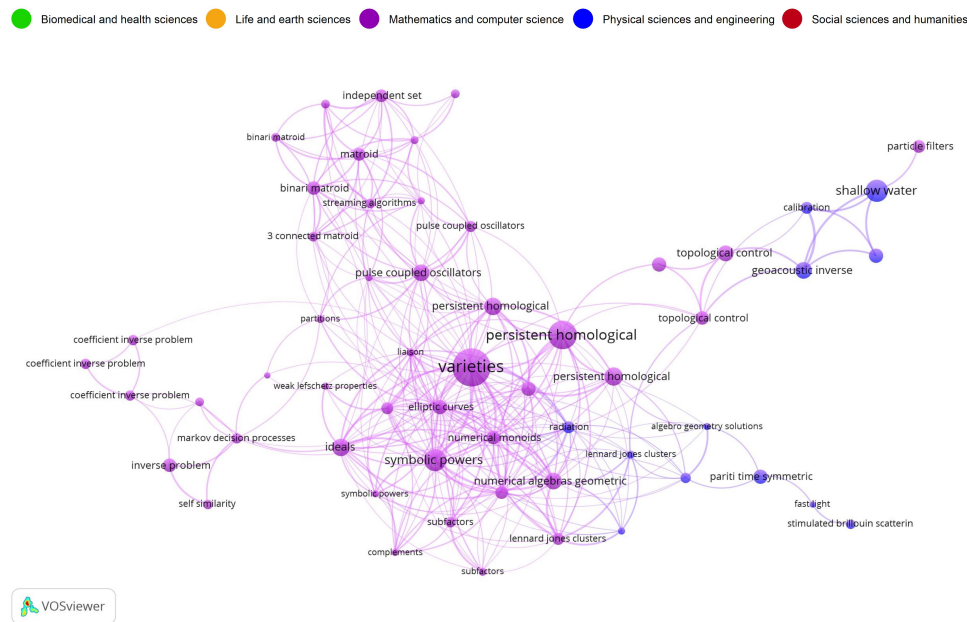 Biomedical and health sciences
Life and earth sciences
Mathematics and computer science
Physical sciences and engineering
Social sciences and humanities
independent set
binari matroid
matroid
particle filters
binari matroid
shallow water
streaming algorithms
calibration
pulse coupled oscillators
3 connected matroid
topological control
pulse coupled oscillators
geoacoustic inverse
persistent homological
partitions
topological control
persistent homological
coefficient inverse problem
liaison
coefficient inverse problem
varieties
persistent homological
weak lefschetz properties
coefficient inverse problem
elliptic curves
radiation
algebro geometry solutions
markov decision processes
numerical monoids
ideals
lennard jones clusters
symbolic powers
inverse problem
pariti time symmetric
numerical algebras geometric
symbolic powers
self similarity
fast light
subfactors
stimulated brillouin scatterin
lennard jones clusters
complements
subfactors
VOSviewer